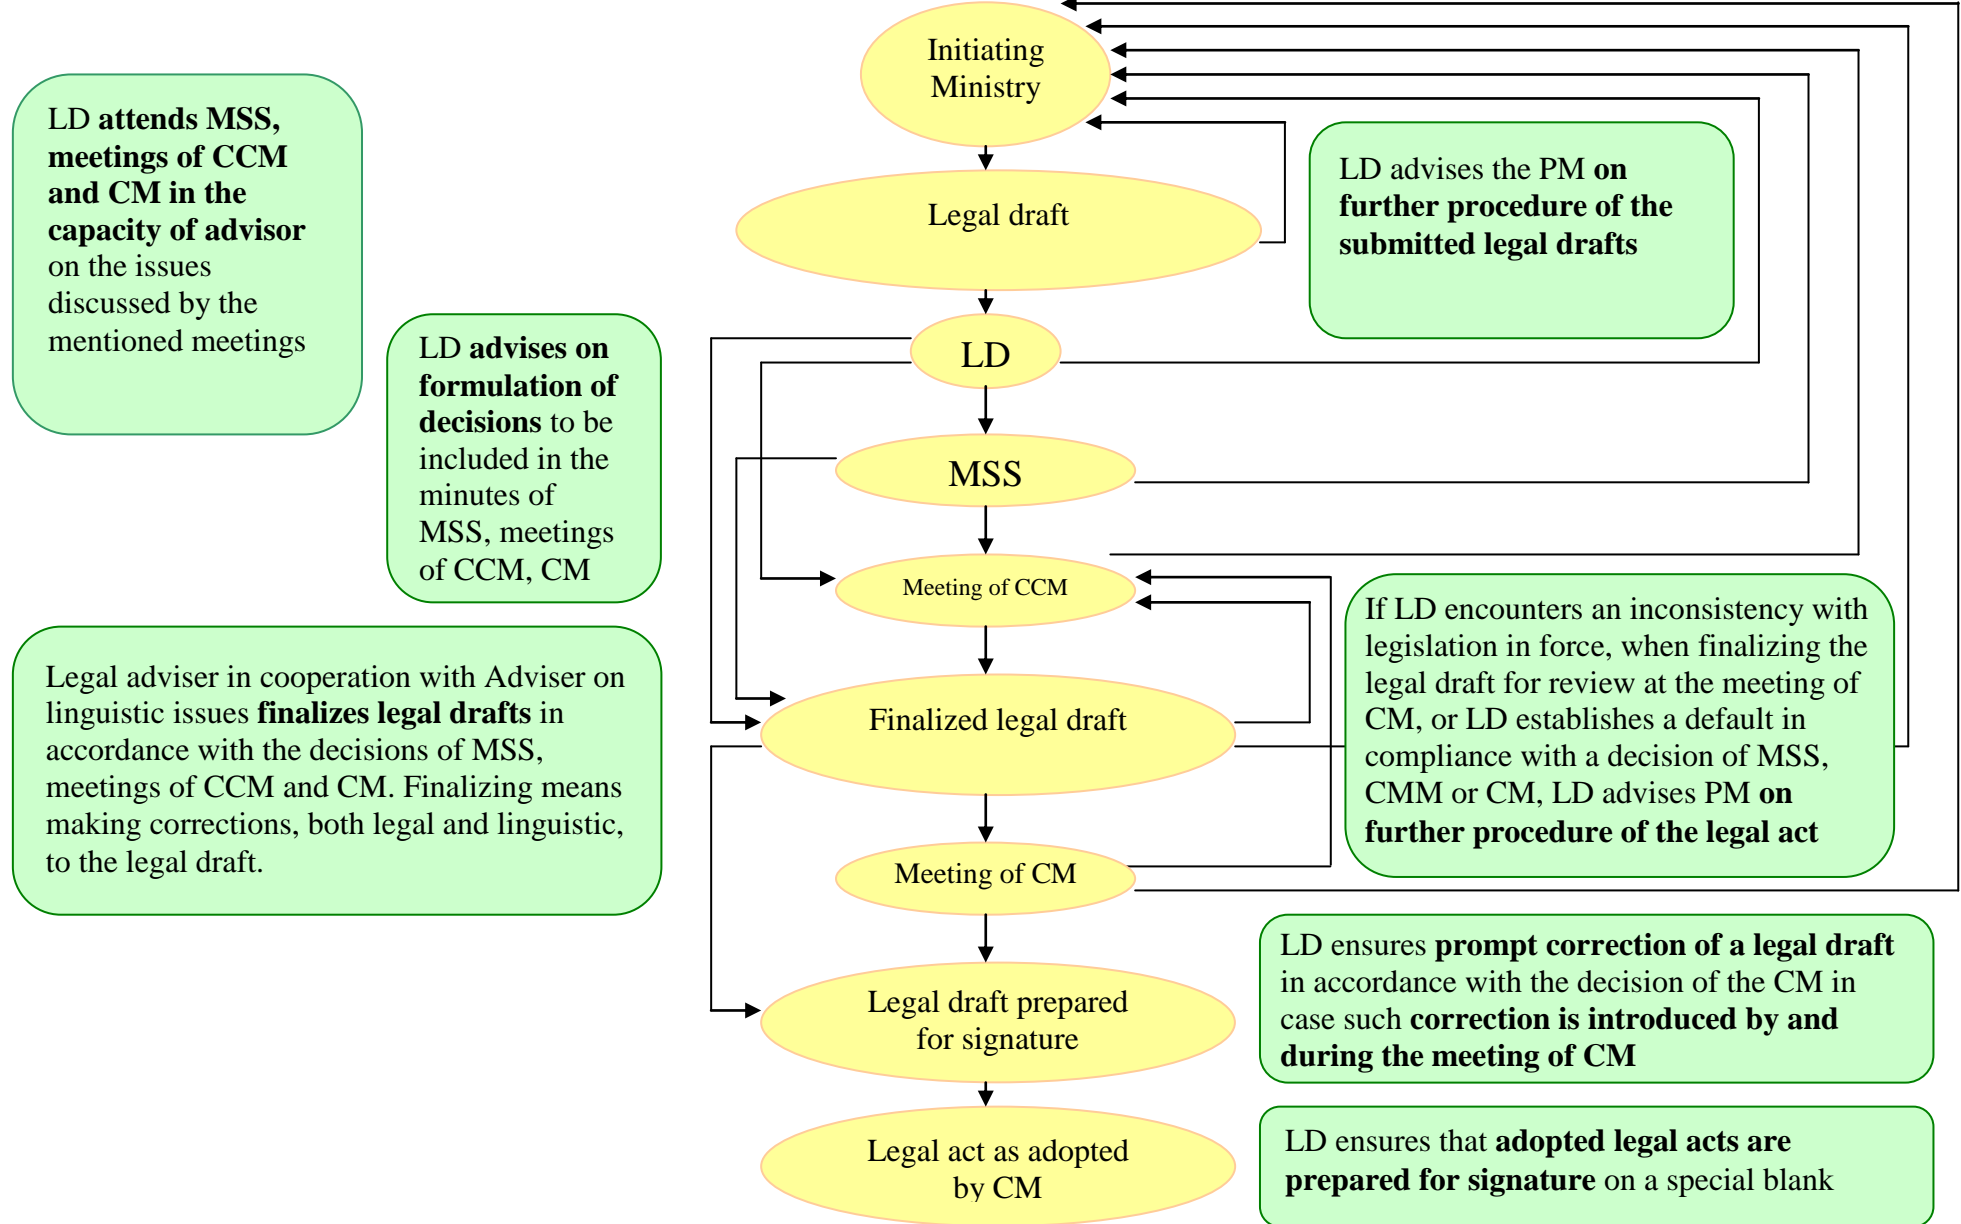 Initiating
Ministry
LD attends MSS,
meetings of CCM
and CM in the
capacity of advisor
on the issues
discussed by the
mentioned meetings
Legal draft
LD advises the PM on
further procedure of the
submitted legal drafts
LD advises on
formulation of
decisions to be
included in the
minutes of
MSS, meetings
of CCM, CM
LD
MSS
Meeting of CCM
If LD encounters an inconsistency with
legislation in force, when finalizing the
legal draft for review at the meeting of
CM, or LD establishes a default in
compliance with a decision of MSS,
CMM or CM, LD advises PM on
further procedure of the legal act
Legal adviser in cooperation with Adviser on
linguistic issues finalizes legal drafts in
accordance with the decisions of MSS,
meetings of CCM and CM. Finalizing means
making corrections, both legal and linguistic,
to the legal draft.
Finalized legal draft
Meeting of CM
LD ensures prompt correction of a legal draft
in accordance with the decision of the CM in
case such correction is introduced by and
during the meeting of CM
Legal draft prepared
for signature
Legal act as adopted
by CM
LD ensures that adopted legal acts are
prepared for signature on a special blank